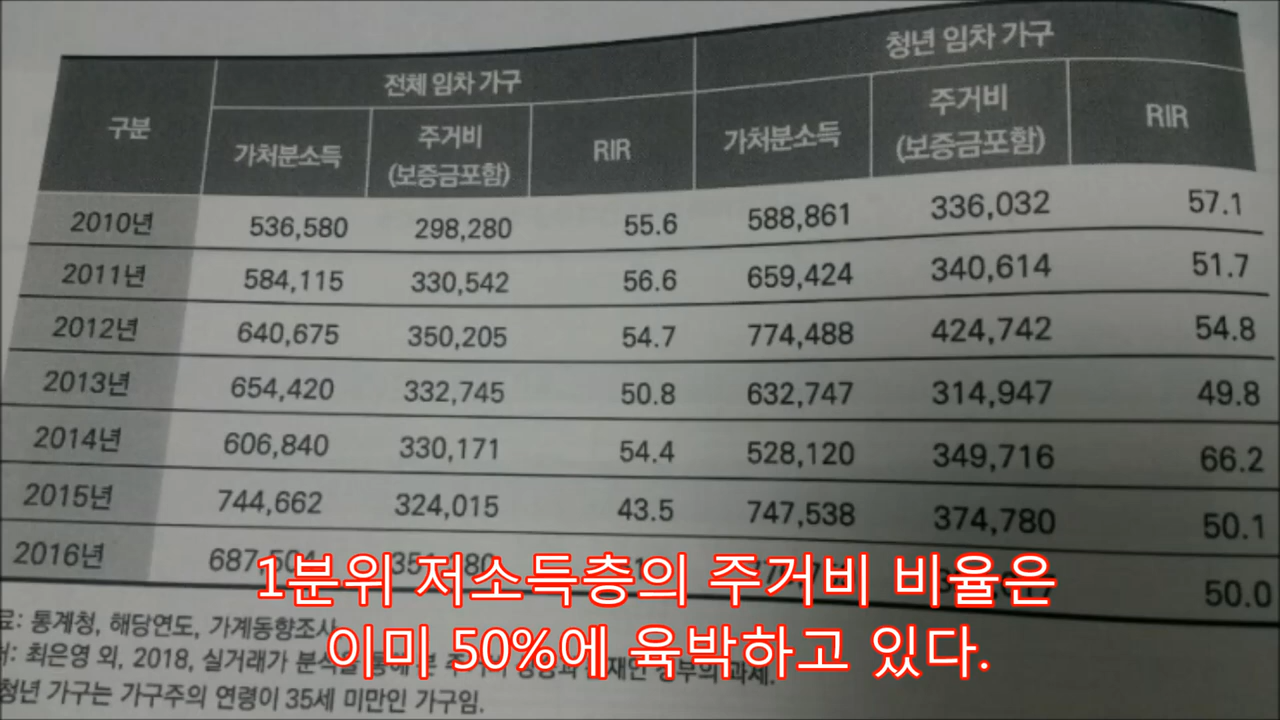 구분 전체 임차 가구 청년 임차 가구
가처분소득 주거비 (보증금포함) RIR 가처분소득 주거비 (보증금포함) RIR
2010년 536,580 298,280 55.6 588,861 336,032 57.1
2011년 584,115 330,542 56.6 659,424 340,614 51.7
2012년 640,675 350,205 54.7 774,488 424,742 54.8
2013년 654,420 332,745 50.8 632,747 314,947 49.8
2014년 606,840 330,171 54.4 528,120 349,716 66.2
2015년 744,662 324,015 43.5 747,538 374,780 50.1
2016년 50.0
1분위 저소득층의 주거비 비율은
이미 50%에 육박하고 있다.
통계청, 해당연도, 가계동향조사
최은영 외, 2018, 실거래가 과제.
청년 가구는 가구주의 연령이 35세 미만인 가구임.